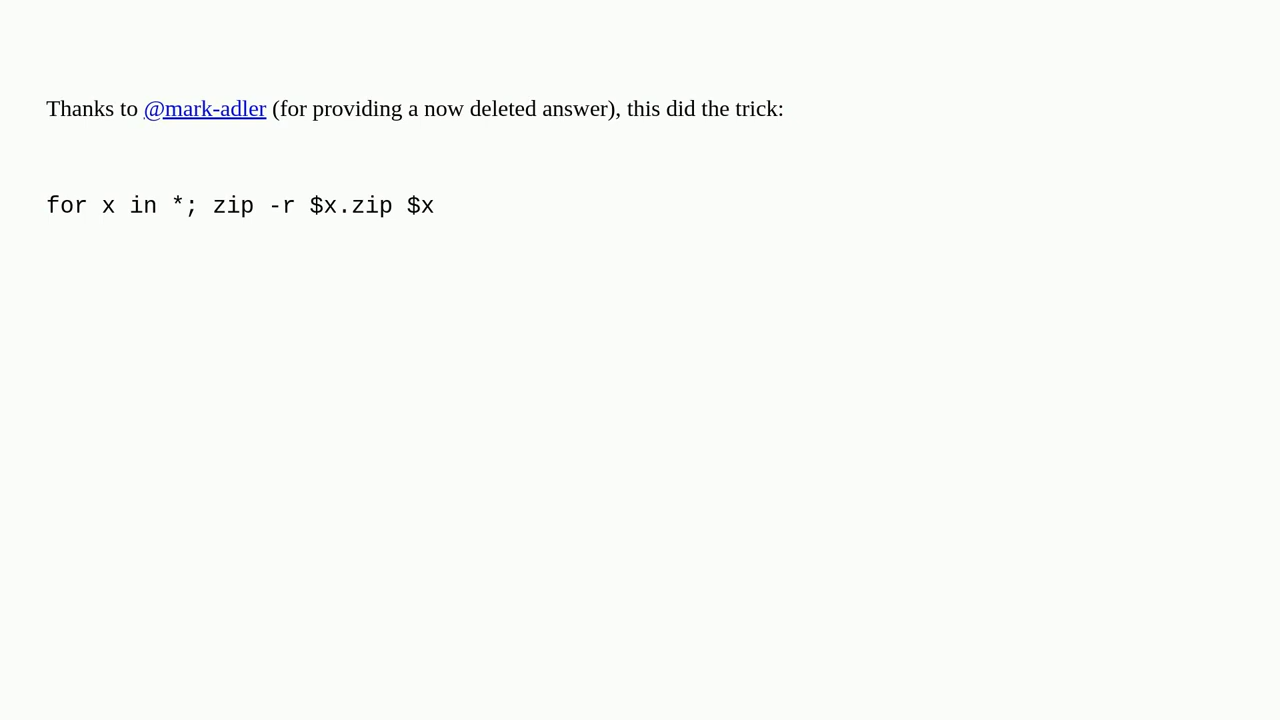 Thanks to @mark-adler (for providing a now deleted answer), this did the trick:
for x in *; zip -r $x.zip $x